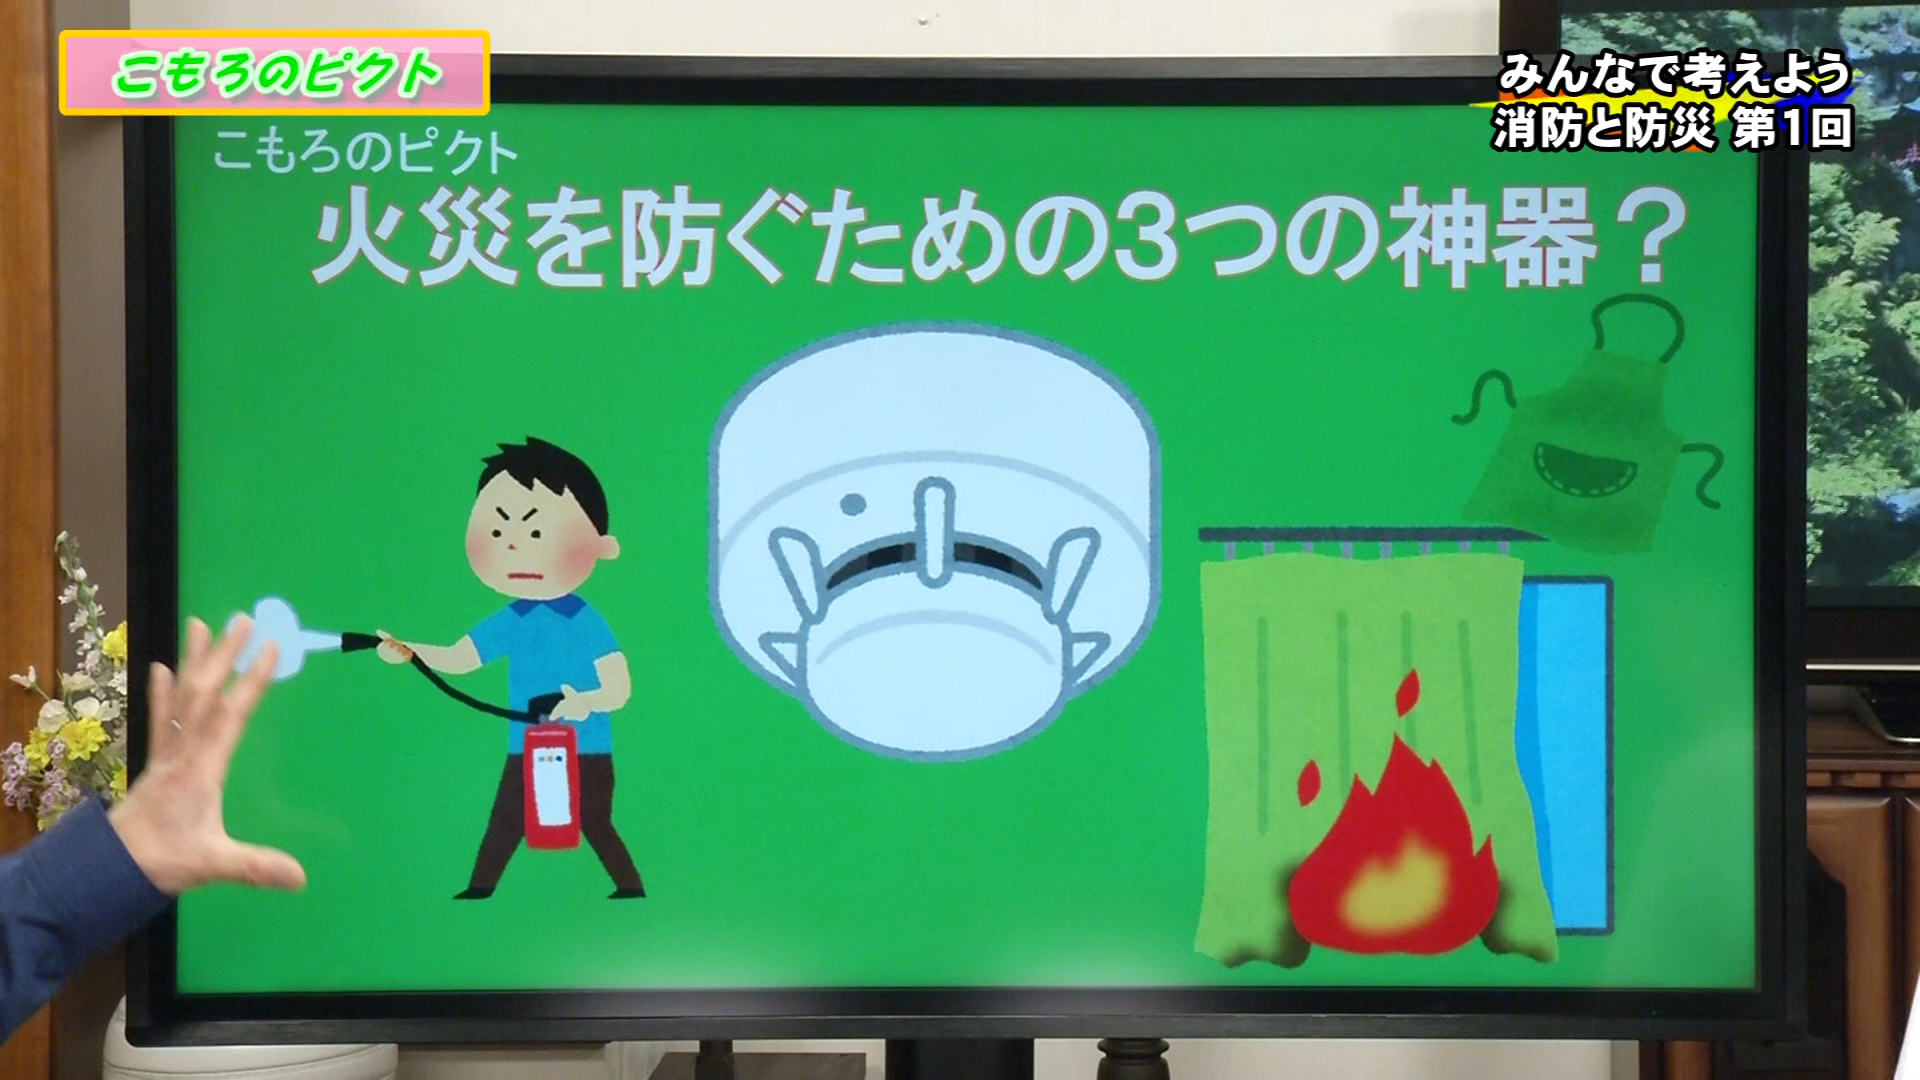 こもろのピクト
みんなで考えよう
消防と防災 第1回
こもろのピクト
火災を防ぐための3つの神器？